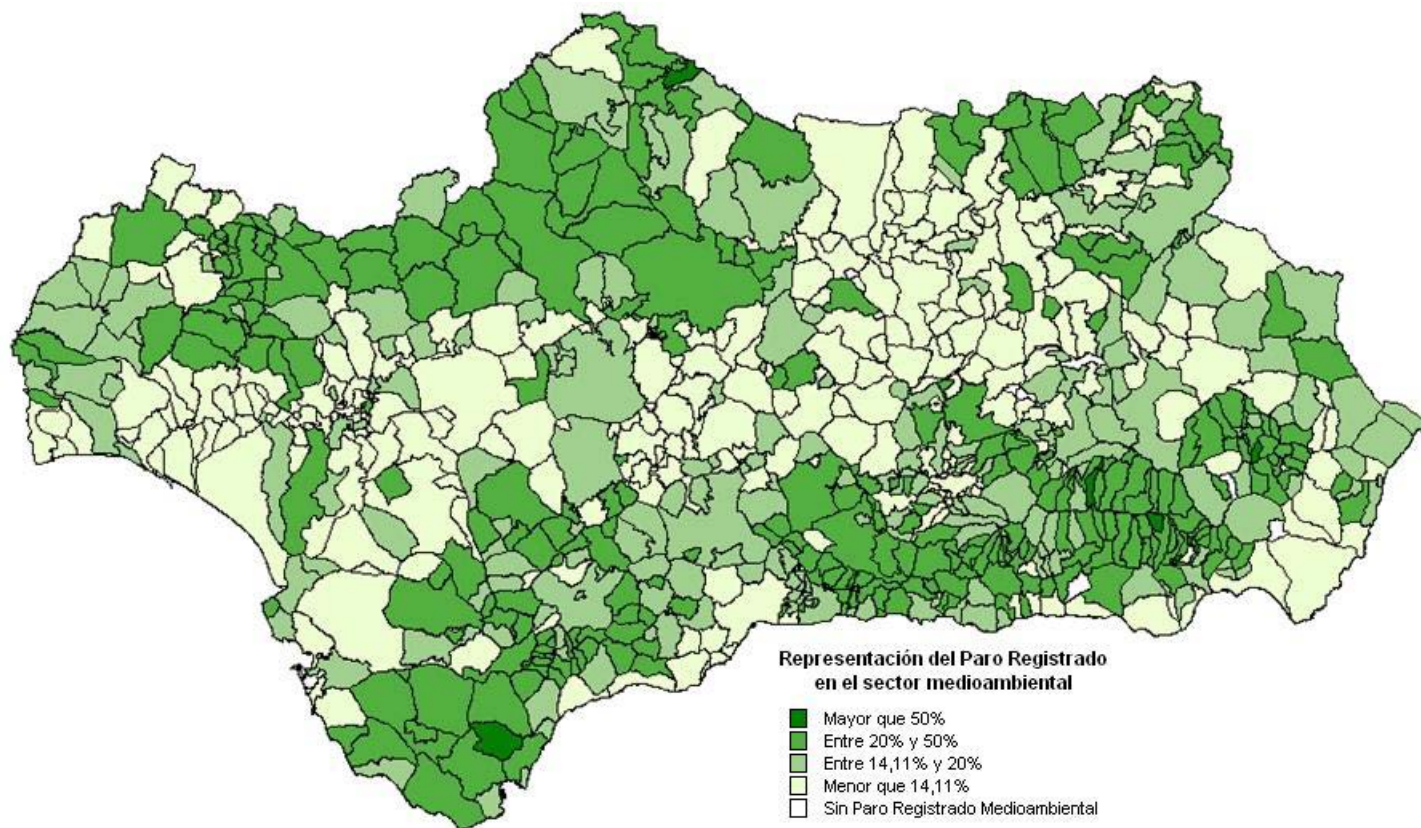 Representación del Paro Registrado
en el sector medioambiental
Mayor que 50%
Entre 20% y 50%
Entre 14,11% y 20%
Menor que 14,11%
Sin Paro Registrado Medioambiental